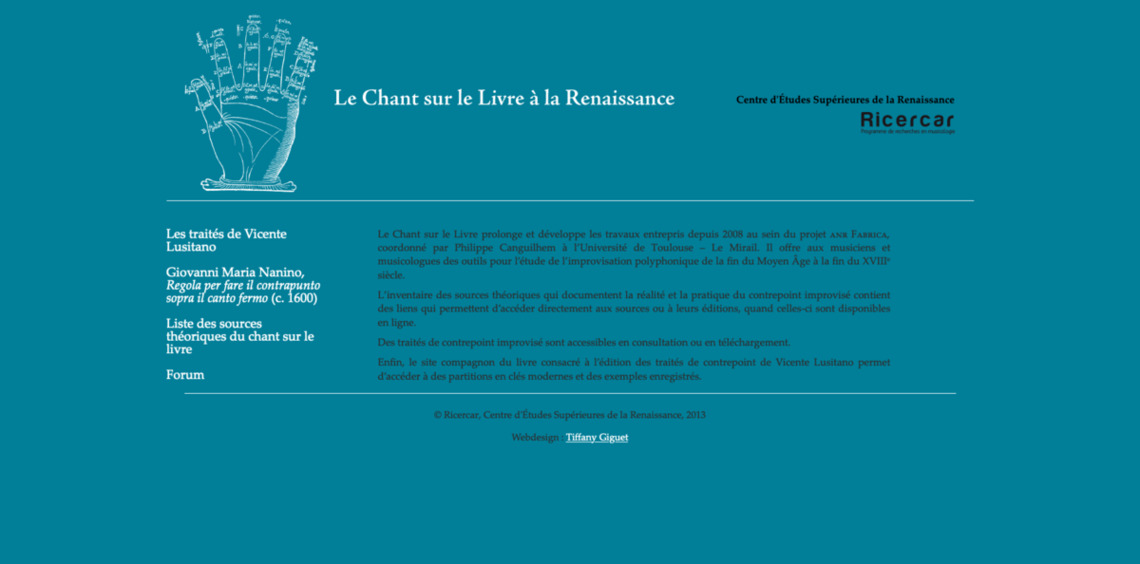 Le Chant sur le Livre à la Renaissance
Centre d'Études Supérieures de la Renaissance
Ricercar
Programme de recherches en musicologie
Les traités de Vicente
Lusitano
Giovanni Maria Nanino,
Regola per fare il contrapunto
sopra il canto fermo (c. 1600)
Liste des sources
théoriques du chant sur le
livre
Forum
Le Chant sur le Livre prolonge et développe les travaux entrepris depuis 2008 au sein du projet ANR FABRICA,
coordonné par Philippe Canguilhem à l'Université de Toulouse – Le Mirail. Il offre aux musiciens et
musicologues des outils pour l'étude de l'improvisation polyphonique de la fin du Moyen Âge à la fin du XVIIIe
siècle.
L'inventaire des sources théoriques qui documentent la réalité et la pratique du contrepoint improvisé contient
des liens qui permettent d'accéder directement aux sources ou à leurs éditions, quand celles-ci sont disponibles
en ligne.
Des traités de contrepoint improvisé sont accessibles en consultation ou en téléchargement.
Enfin, le site compagnon du livre consacré à l'édition des traités de contrepoint de Vicente Lusitano permet
d'accéder à des partitions en clés modernes et des exemples enregistrés.
© Ricercar, Centre d'Études Supérieures de la Renaissance, 2013
Webdesign : Tiffany Giguet